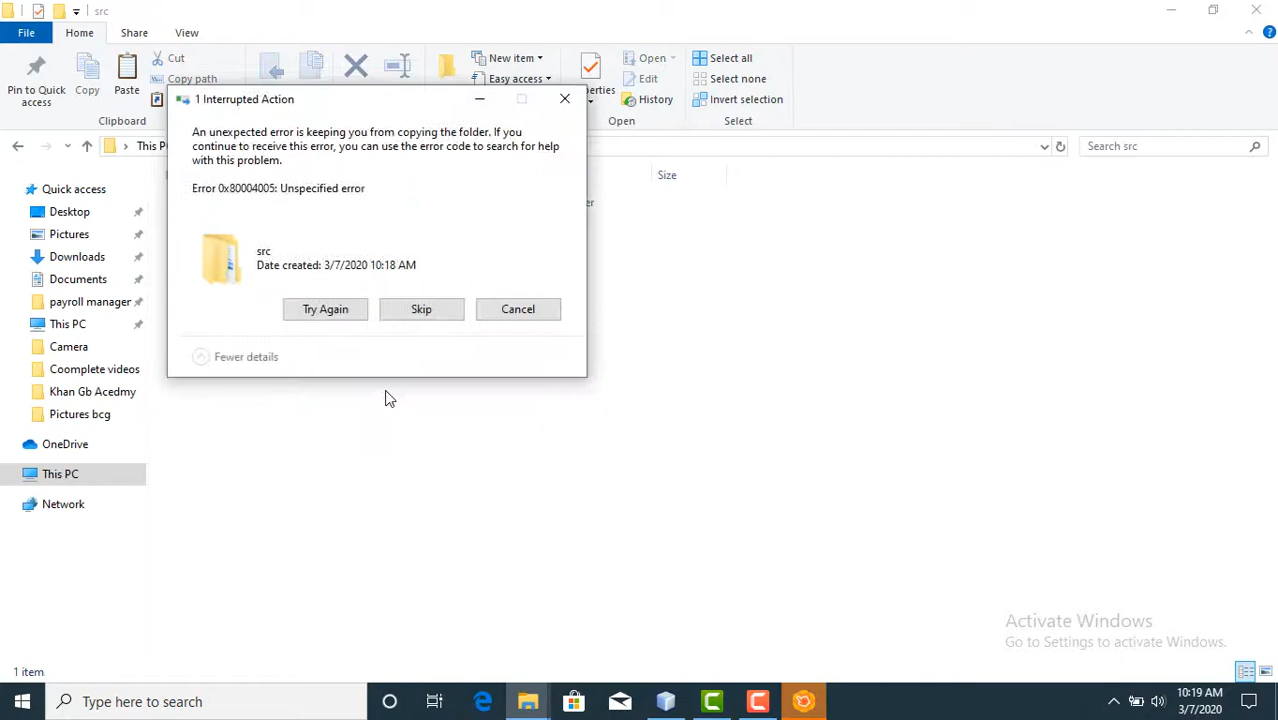 src
File Home Share View
Pin to Quick access
Copy
Paste
Cut
Copy path
New item
Easy access
Open
Edit
History
Select all
Select none
Invert selection
Clipboard
Open
Select
This
Search src
Size
1 Interrupted Action
An unexpected error is keeping you from copying the folder. If you
continue to receive this error, you can use the error code to search for help
with this problem.
Error 0x80004005: Unspecified error
src
Date created: 3/7/2020 10:18 AM
Try Again Skip Cancel
Fewer details
Quick access
Desktop
Pictures
Downloads
Documents
payroll manager
This PC
Camera
Coomplete videos
Khan Gb Acedmy
Pictures bcg
OneDrive
This PC
Network
Activate Windows
Go to Settings to activate Windows.
1 item
Type here to search
10:19 AM
3/7/2020